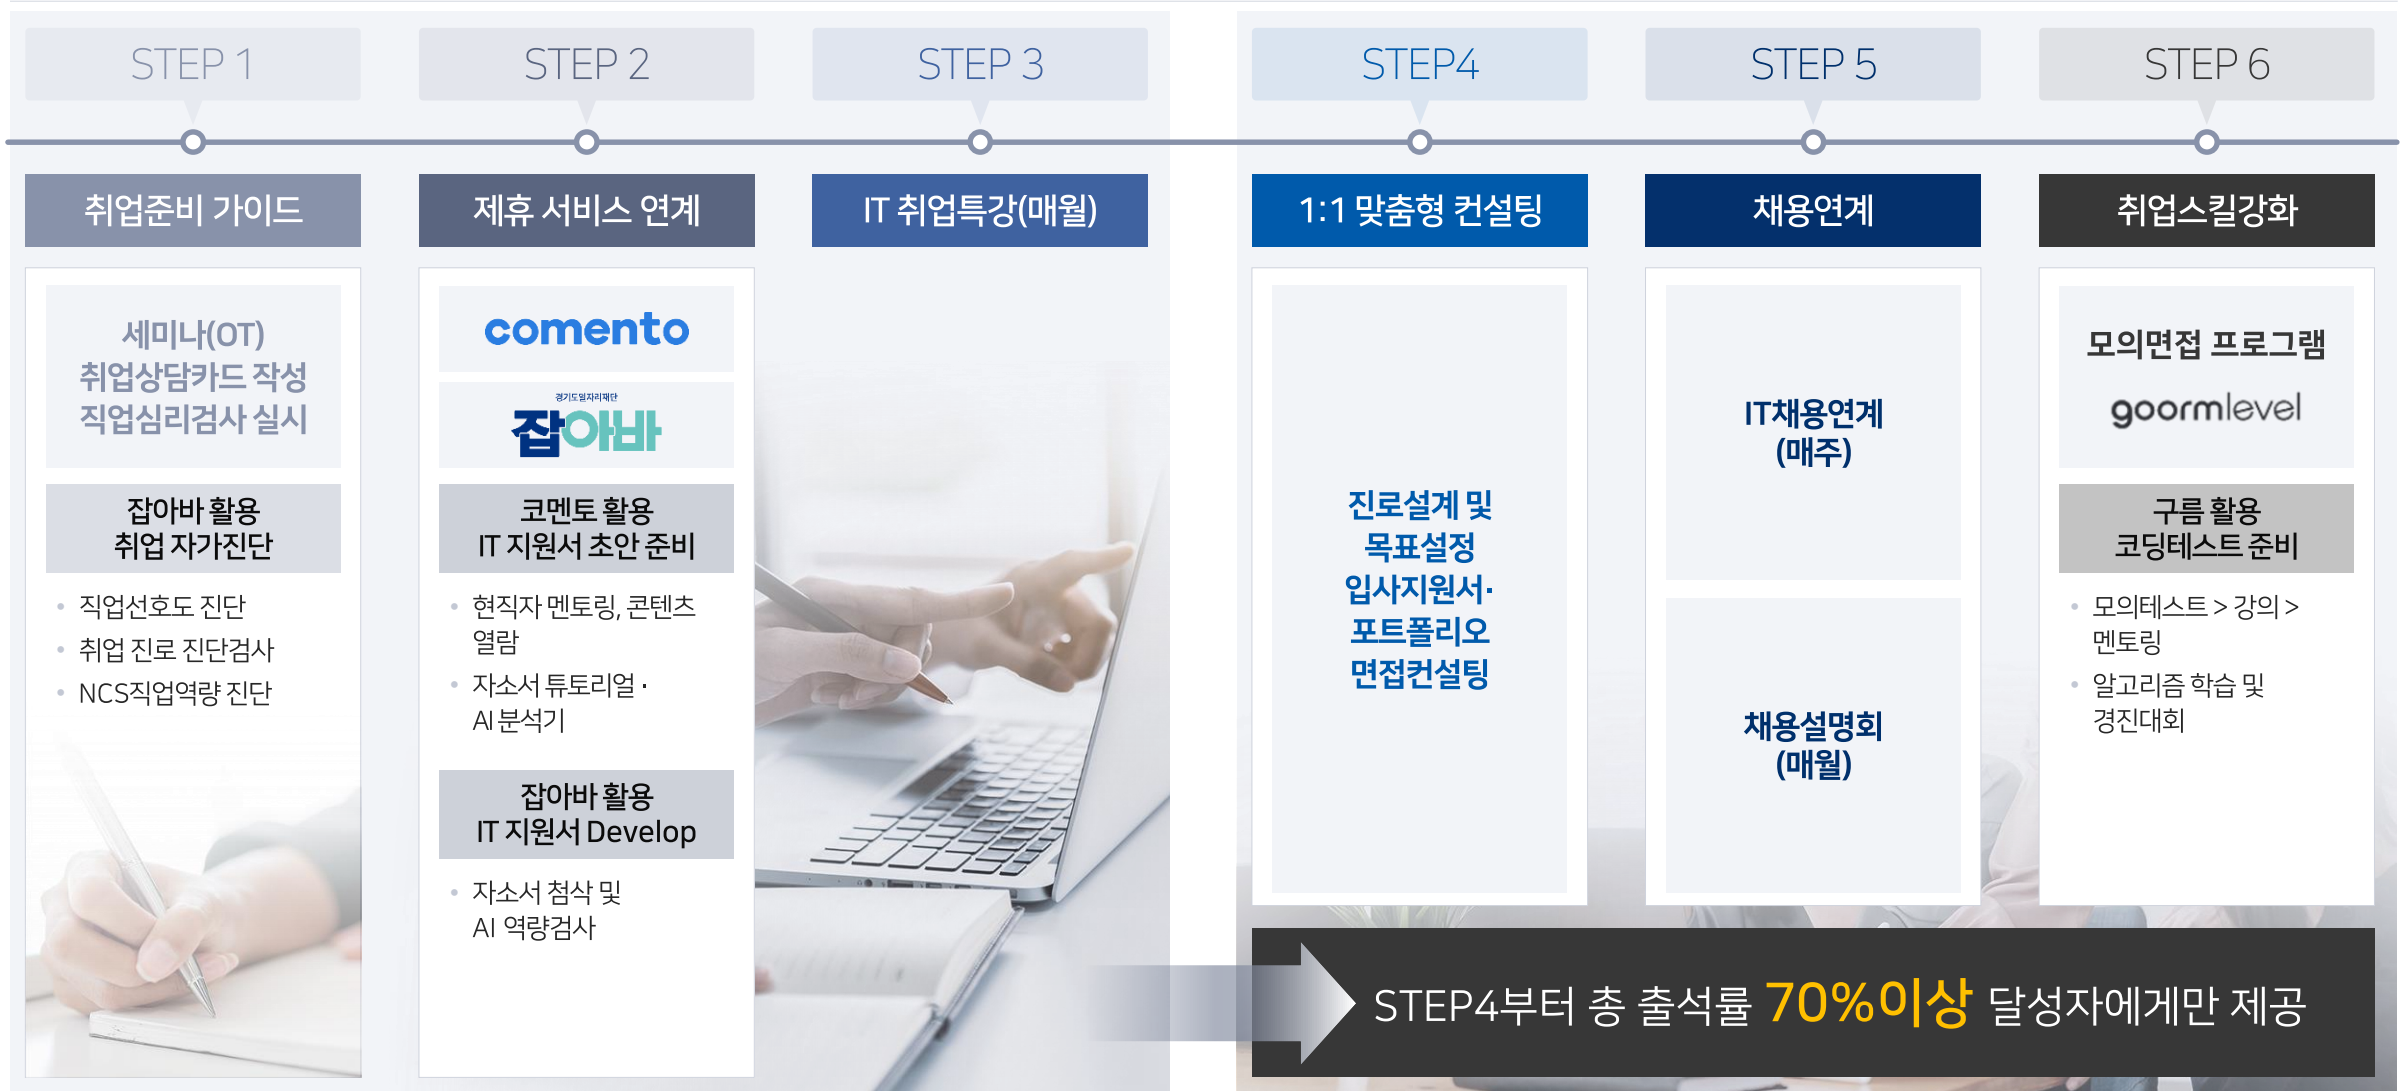 STEP 1
취업준비 가이드
세미나(OT)
취업상담카드 작성
직업심리검사 실시
잡아바 활용
취업 자가진단
• 직업선호도 진단
• 취업 진로 진단검사
• NCS직업역량 진단
STEP 2
제휴 서비스 연계
comento
경기도일자리재단
잡아바
코멘토 활용
IT 지원서 초안 준비
• 현직자 멘토링, 콘텐츠
열람
• 자소서 튜토리얼 ·
AI 분석기
잡아바 활용
IT 지원서 Develop
• 자소서 첨삭 및
AI 역량검사
STEP 3
IT 취업특강(매월)
STEP4
1:1 맞춤형 컨설팅
진로설계 및
목표설정
입사지원서·
포트폴리오
면접컨설팅
STEP 5
채용연계
IT채용연계
(매주)
채용설명회
(매월)
STEP 6
취업스킬강화
모의면접 프로그램
goormlevel
구름 활용
코딩테스트 준비
• 모의테스트 > 강의 >
멘토링
• 알고리즘 학습 및
경진대회
STEP4부터 총 출석률 70%이상 달성자에게만 제공